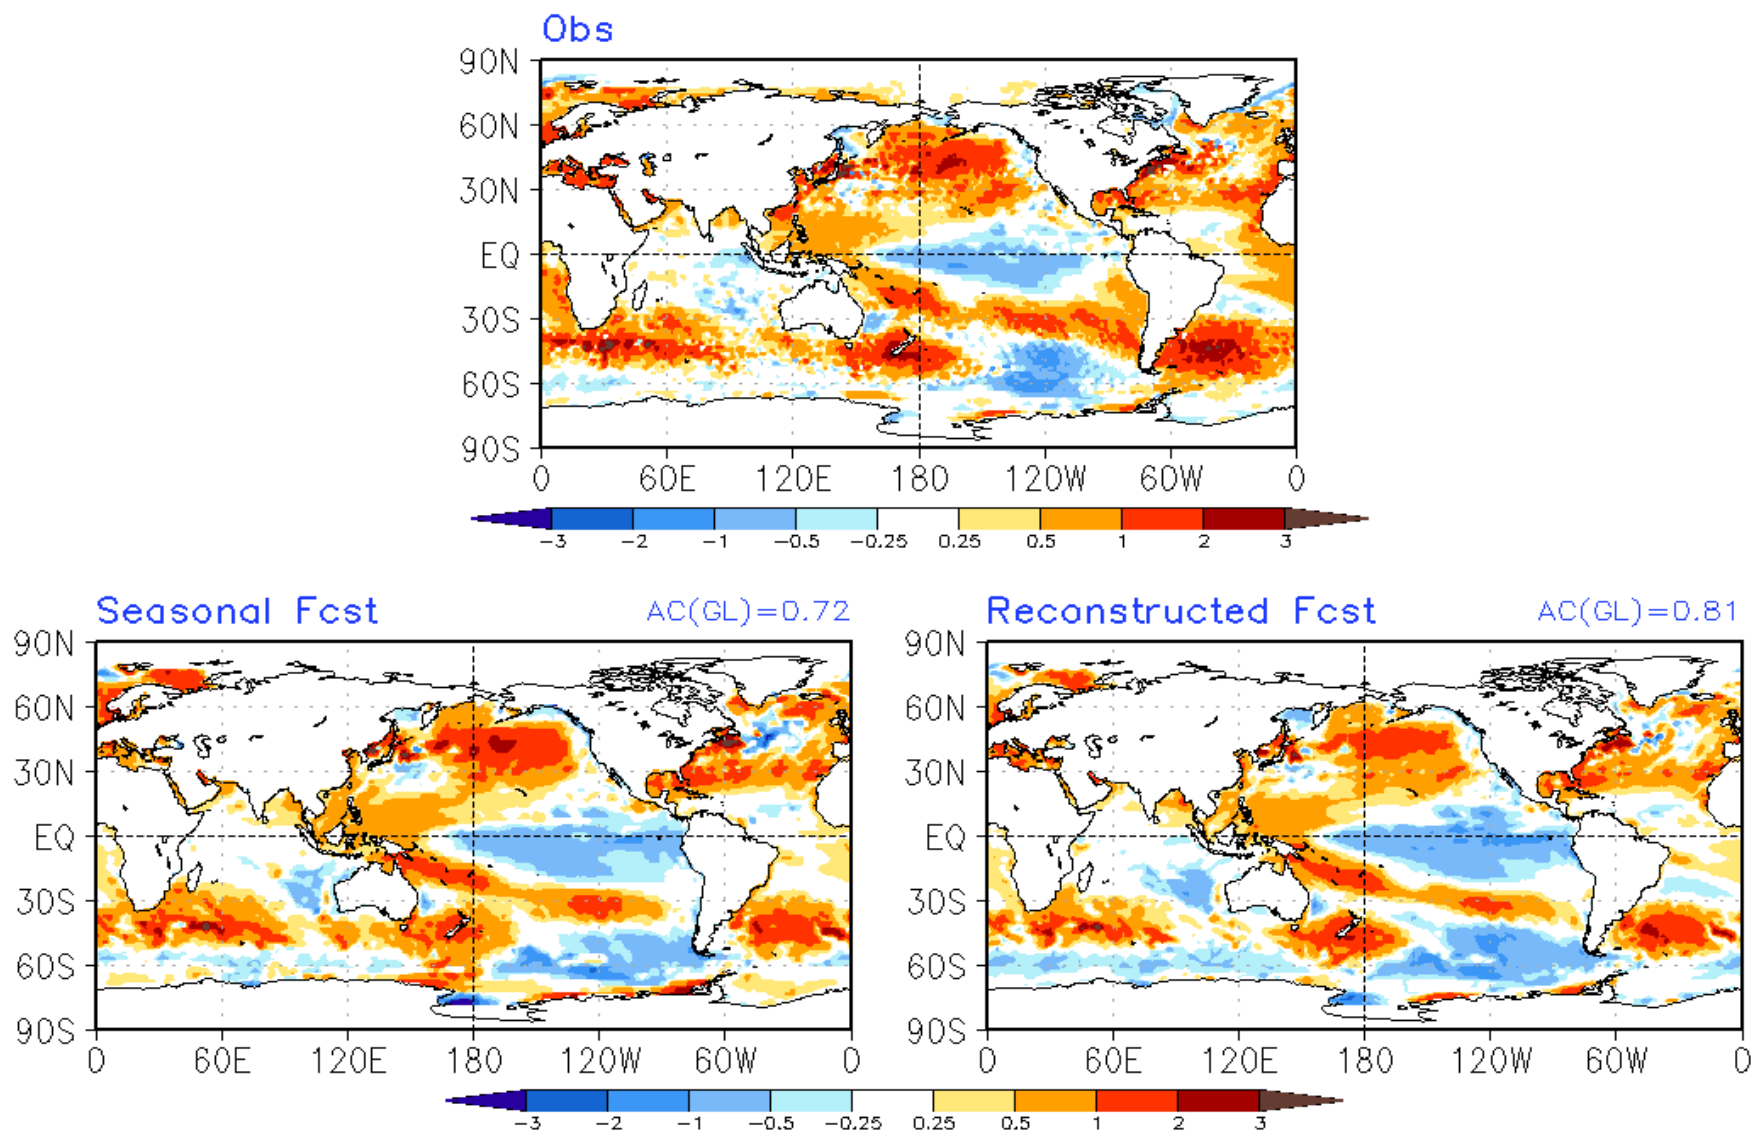 Obs
90N
60N
30N
EQ
30S
60S
90S
0 60E 120E 180 120W 60W 0
-3 -2 -1 -0.5 -0.25 0.25 0.5 1 2 3
Seasonal Fcst AC(GL)=0.72
90N
60N
30N
EQ
30S
60S
90S
0 60E 120E 180 120W 60W 0
Reconstructed Fcst AC(GL)=0.81
90N
60N
30N
EQ
30S
60S
90S
0 60E 120E 180 120W 60W 0
-3 -2 -1 -0.5 -0.25 0.25 0.5 1 2 3